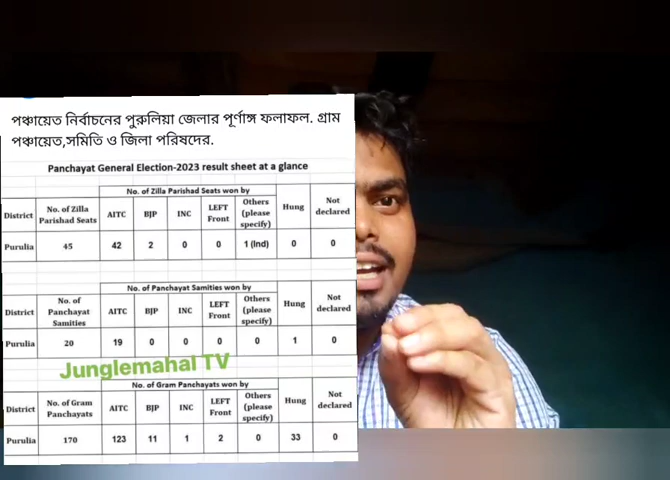 পঞ্চায়েত নির্বাচনের পুরুলিয়া জেলার পূর্ণাঙ্গ ফলাফল. গ্রাম
পঞ্চায়েত,সমিতি ও জিলা পরিষদের.
Panchayat General Election-2023 result sheet at a glance
District No. of Zilla Parishad Seats No. of Zilla Parishad Seats won by
AITC BJP INC LEFT Front Others (please specify) Hung Not declared
Purulia 45 42 2 0 0 1 (Ind) 0 0
District No. of Panchayat Samities No. of Panchayat Samities won by
AITC BJP INC LEFT Front Others (please specify) Hung Not declared
Purulia 20 19 0 0 0 0 1 0
Junglemahal TV
District No. of Gram Panchayats No. of Gram Panchayats won by
AITC BJP INC LEFT Front Others (please specify) Hung Not declared
Purulia 170 123 11 1 2 0 33 0